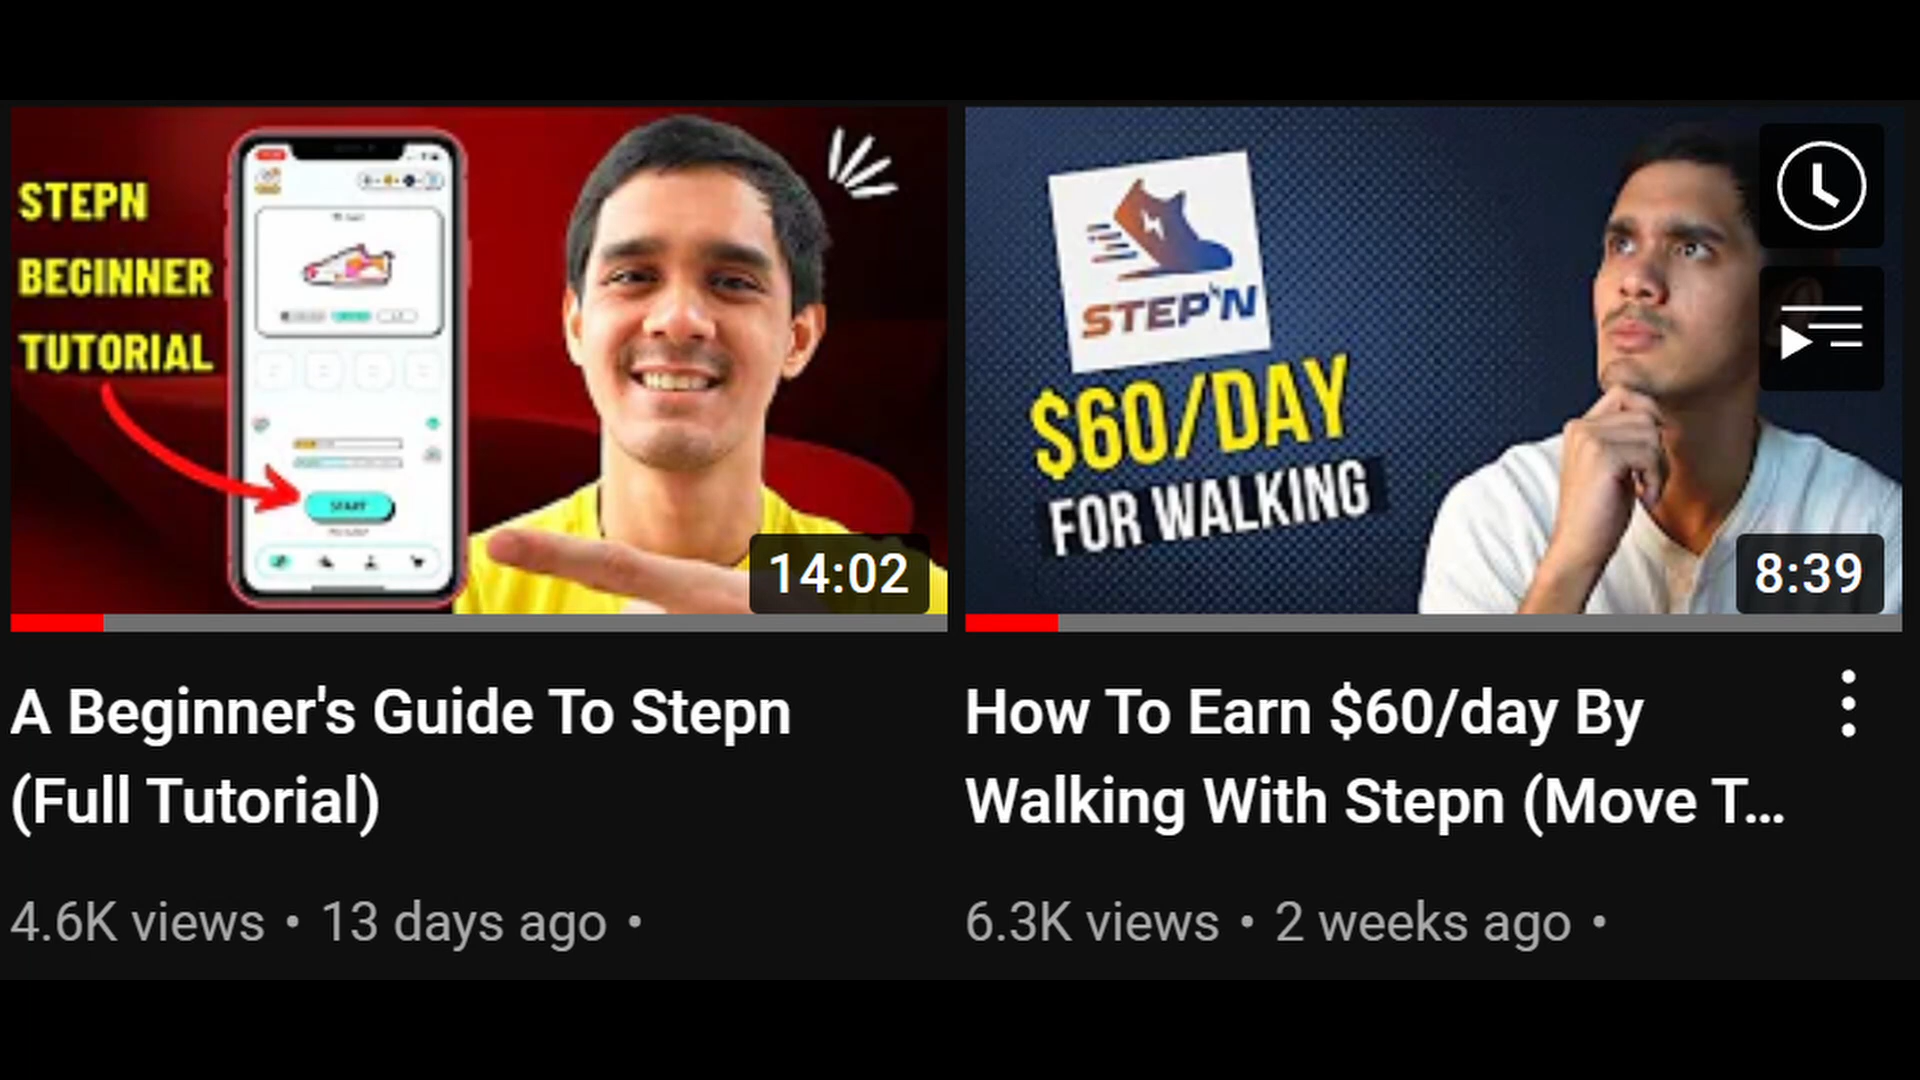 STEPN
BEGINNER
TUTORIAL
START
14:02
STEP'N
$60/DAY
FOR WALKING
8:39
A Beginner's Guide To Stepn
(Full Tutorial)
4.6K views • 13 days ago •
How To Earn $60/day By
Walking With Stepn (Move T...
6.3K views • 2 weeks ago •